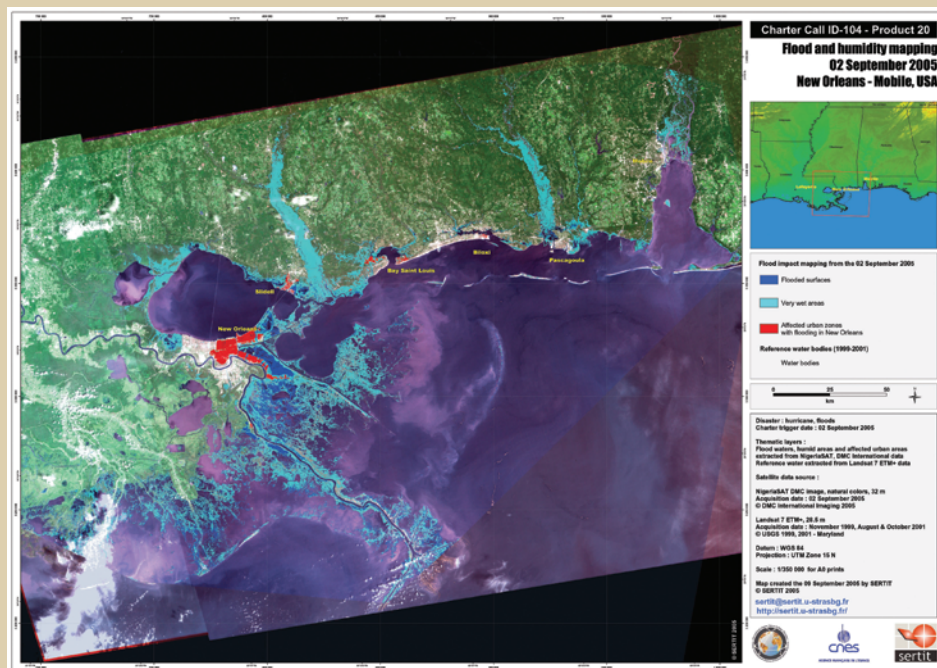 Charter Call ID-104 - Product 20
Flood and humidity mapping
02 September 2005
New Orleans - Mobile, USA
Slidell
Bay Saint Louis
Biloxi
Pascagoula
New Orleans
Flood impact mapping from the 02 September 2005
Flooded surfaces
Very wet areas
Affected urban zones
with flooding in New Orleans
Reference water bodies (1999-2001)
Water bodies
0 25 50
km
Disaster : hurricane, floods
Charter trigger date : 02 September 2005
Thematic layers :
Flood waters, humid areas and affected urban areas
extracted from NigeriaSAT, DMC International data
Reference water extracted from Landsat 7 ETM+ data
Satellite data source :
NigeriaSAT DMC image, natural colors, 32 m
Acquisition date : 02 September 2005
© DMC International Imaging 2005
Landsat 7 ETM+, 28.5 m
Acquisition date : November 1999, August & October 2001
© USGS 1999, 2001 - Maryland
Datum : WGS 84
Projection : UTM Zone 15 N
Scale : 1/350 000 for A0 prints
Map created the 09 September 2005 by SERTIT
© SERTIT 2005
sertit@sertit.u-strasbg.fr
http://sertit.u-strasbg.fr/
© SERTIT 2005
cnes
sertit